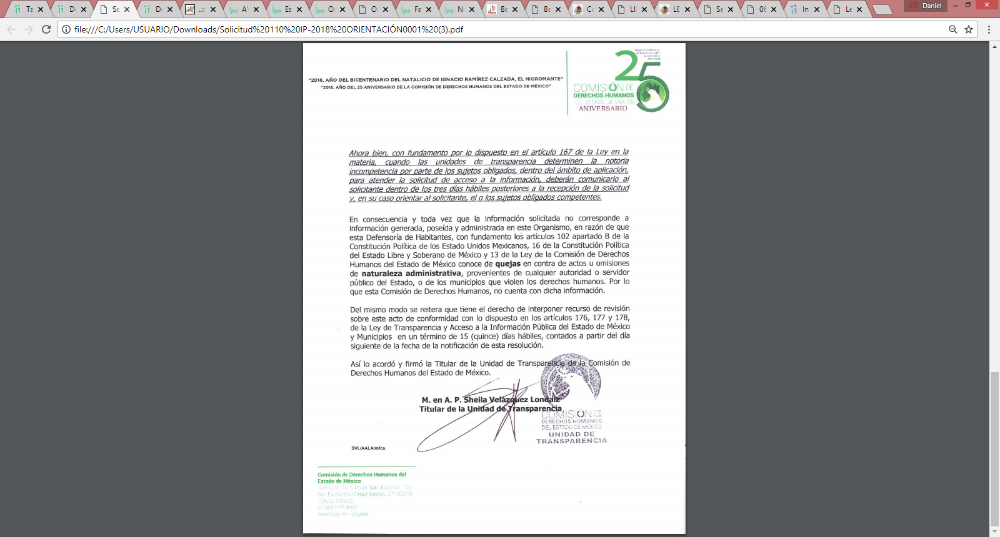 Ta
De
Sc
De
..::
A\
Es
O
O
Fa
N
Ba
Ba
Co
LI
LE
Se
06
In
Le
Daniel
file:///C:/Users/USUARIO/Downloads/Solicitud%20110%20IP-2018%20ORIENTACIÓN0001%20(3).pdf
"2018. AÑO DEL BICENTENARIO DEL NATALICIO DE IGNACIO RAMÍREZ CALZADA, EL NIGROMANTE"
"2018. AÑO DEL 25 ANIVERSARIO DE LA COMISIÓN DE DERECHOS HUMANOS DEL ESTADO DE MÉXICO"
25
COMISIÓN DE
DERECHOS HUMANOS
DEL ESTADO DE MÉXICO
ANIVERSARIO
Ahora bien, con fundamento por lo dispuesto en el artículo 167 de la Ley en la
materia, cuando las unidades de transparencia determinen la notoria
incompetencia por parte de los sujetos obligados, dentro del ámbito de aplicación,
para atender la solicitud de acceso a la información, deberán comunicarlo al
solicitante dentro de los tres días hábiles posteriores a la recepción de la solicitud
y, en su caso orientar al solicitante, el o los sujetos obligados competentes.
En consecuencia y toda vez que la información solicitada no corresponde a
información generada, poseída y administrada en este Organismo, en razón de que
esta Defensoría de Habitantes, con fundamento los artículos 102 apartado B de la
Constitución Política de los Estado Unidos Mexicanos, 16 de la Constitución Política
del Estado Libre y Soberano de México y 13 de la Ley de la Comisión de Derechos
Humanos del Estado de México conoce de quejas en contra de actos u omisiones
de naturaleza administrativa, provenientes de cualquier autoridad o servidor
público del Estado, o de los municipios que violen los derechos humanos. Por lo
que esta Comisión de Derechos Humanos, no cuenta con dicha información.
Del mismo modo se reitera que tiene el derecho de interponer recurso de revisión
sobre este acto de conformidad con lo dispuesto en los artículos 176, 177 y 178,
de la Ley de Transparencia y Acceso a la Información Pública del Estado de México
y Municipios en un término de 15 (quince) días hábiles, contados a partir del día
siguiente de la fecha de la notificación de esta resolución.
Así lo acordó y firmó la Titular de la Unidad de Transparencia de la Comisión de
Derechos Humanos del Estado de México.
M. en A. P. Sheila Velázquez Londaiz
Titular de la Unidad de Transparencia
COMISIÓN DE
DERECHOS HUMANOS
DEL ESTADO DE MÉXICO
UNIDAD DE
TRANSPARENCIA
SVL/AALA/mfcs.
Comisión de Derechos Humanos del
Estado de México
San Juan No. 113,
Col. Ex Rancho Cuauhtémoc, C.P. 50010,
Toluca, México.